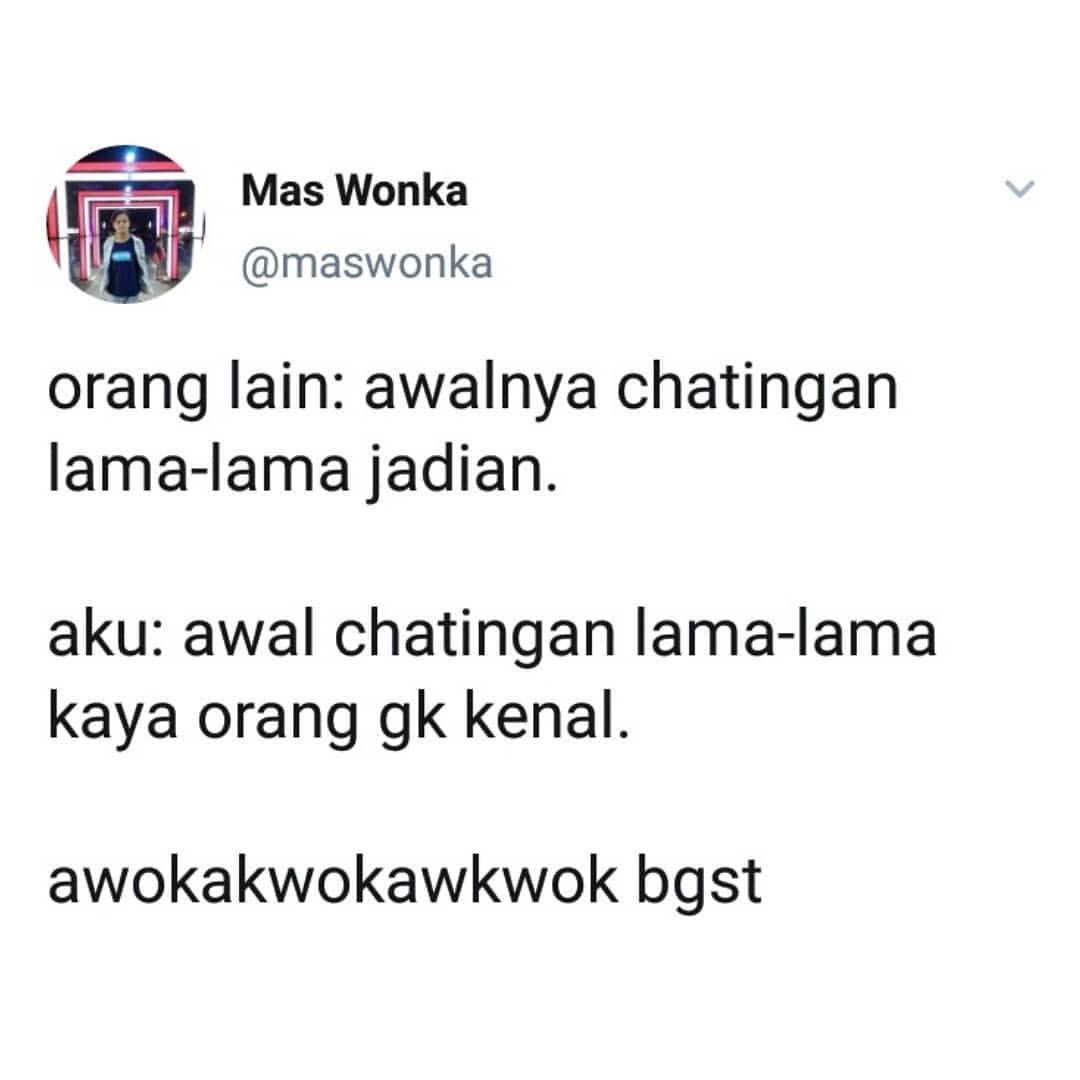 Mas Wonka
@maswonka
orang lain: awalnya chatingan
lama-lama jadian.
aku: awal chatingan lama-lama
kaya orang gk kenal.
awokakwokawkwok bgst